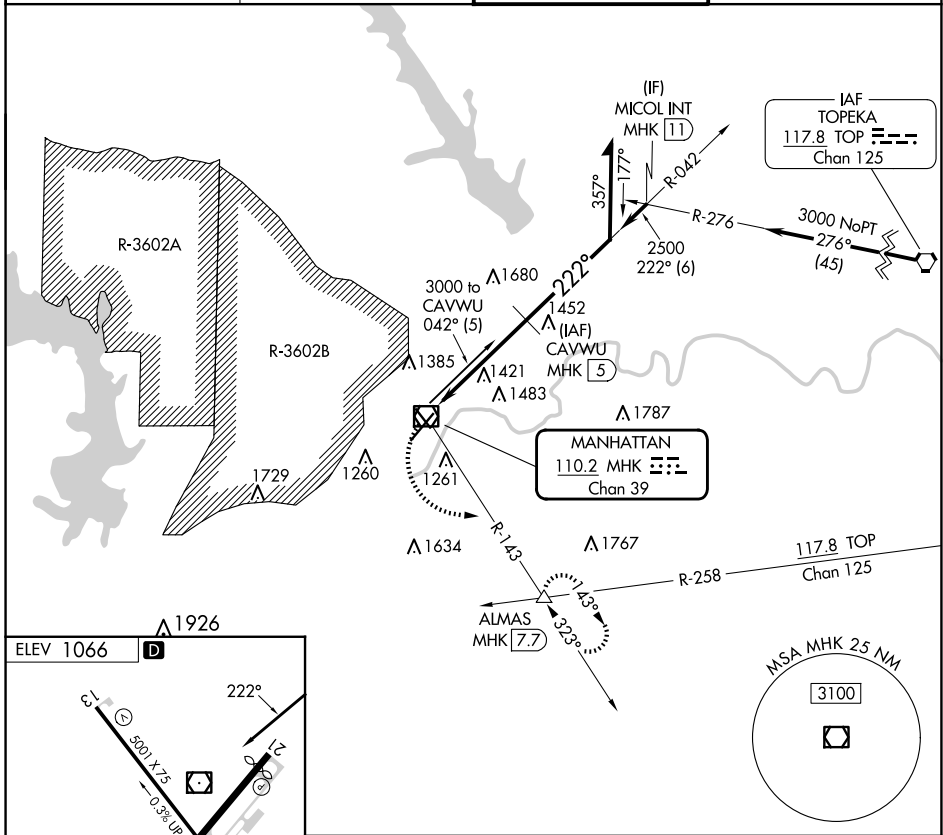 (IF)
MICOL INT
MHK 11
IAF
TOPEKA
117.8 TOP
Chan 125
R-042
357°
177°
R-276
3000 NoPT
276°
(45)
2500
222° (6)
R-3602A
R-3602B
1680
222°
3000 to
CAVWU
042° (5)
1452
(IAF)
CAVWU
MHK 5
1385
1421
1483
1787
MANHATTAN
110.2 MHK
Chan 39
1729
1260
1261
R-143
1634
1767
117.8 TOP
Chan 125
R-258
ALMAS
MHK 7.7
143°
323°
1926
ELEV 1066 D
222°
13
V
5001 X 75
0.3% UP
21
P
MSA MHK 25 NM
3100